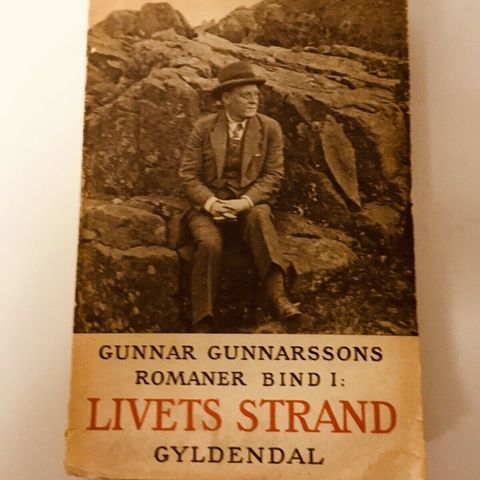 GUNNAR GUNNARSSONS
ROMANER BIND I:
LIVETS STRAND
GYLDENDAL